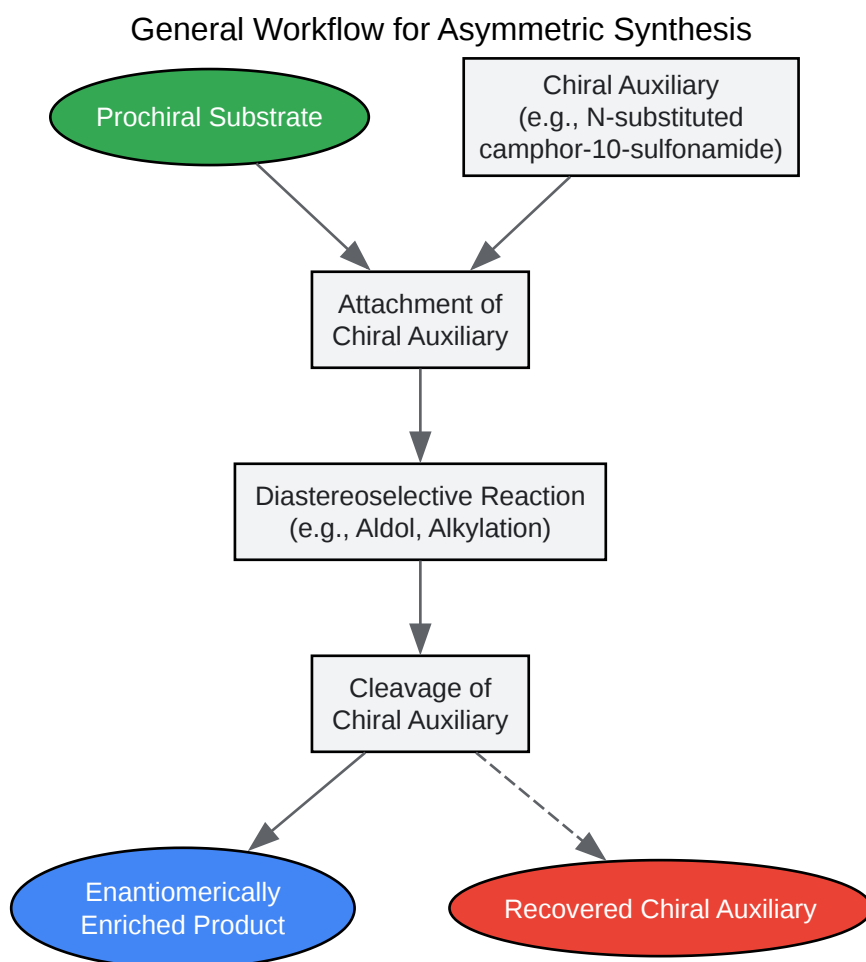 General Workflow for Asymmetric Synthesis
Prochiral Substrate
Chiral Auxiliary
(e.g., N-substituted
camphor-10-sulfonamide)
Attachment of
Chiral Auxiliary
Diastereoselective Reaction
(e.g., Aldol, Alkylation)
Cleavage of
Chiral Auxiliary
Enantiomerically
Enriched Product
Recovered Chiral Auxiliary